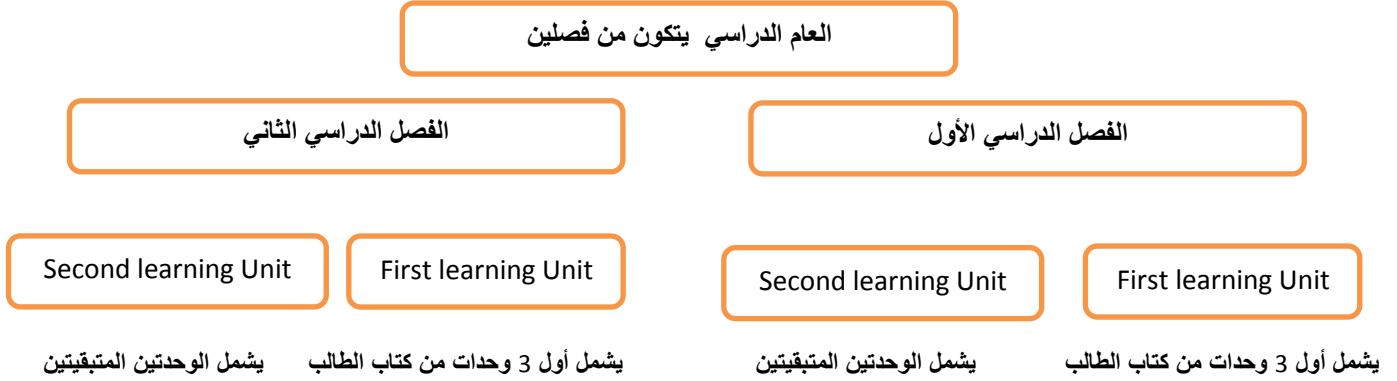 العام الدراسي يتكون من فصلين
الفصل الدراسي الأول
الفصل الدراسي الثاني
First learning Unit
Second learning Unit
First learning Unit
Second learning Unit
يشمل أول 3 وحدات من كتاب الطالب
يشمل الوحدتين المتبقيتين
يشمل أول 3 وحدات من كتاب الطالب
يشمل الوحدتين المتبقيتين